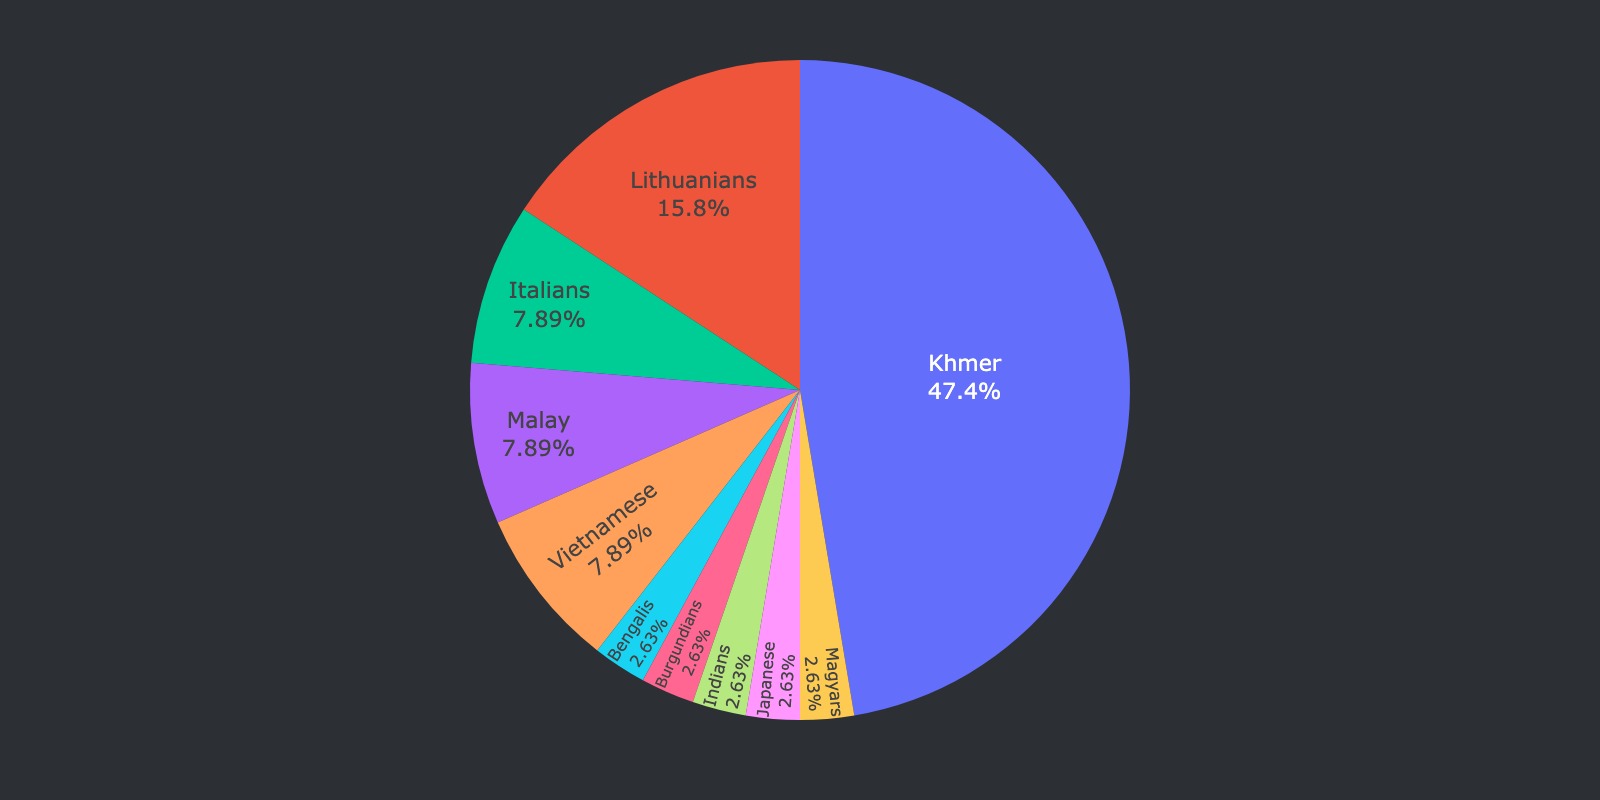 Lithuanians
15.8%
Italians
7.89%
Khmer
47.4%
Malay
7.89%
Vietnamese
7.89%
Bengalis
2.63%
Burgundians
2.63%
Indians
2.63%
Japanese
2.63%
Magyars
2.63%